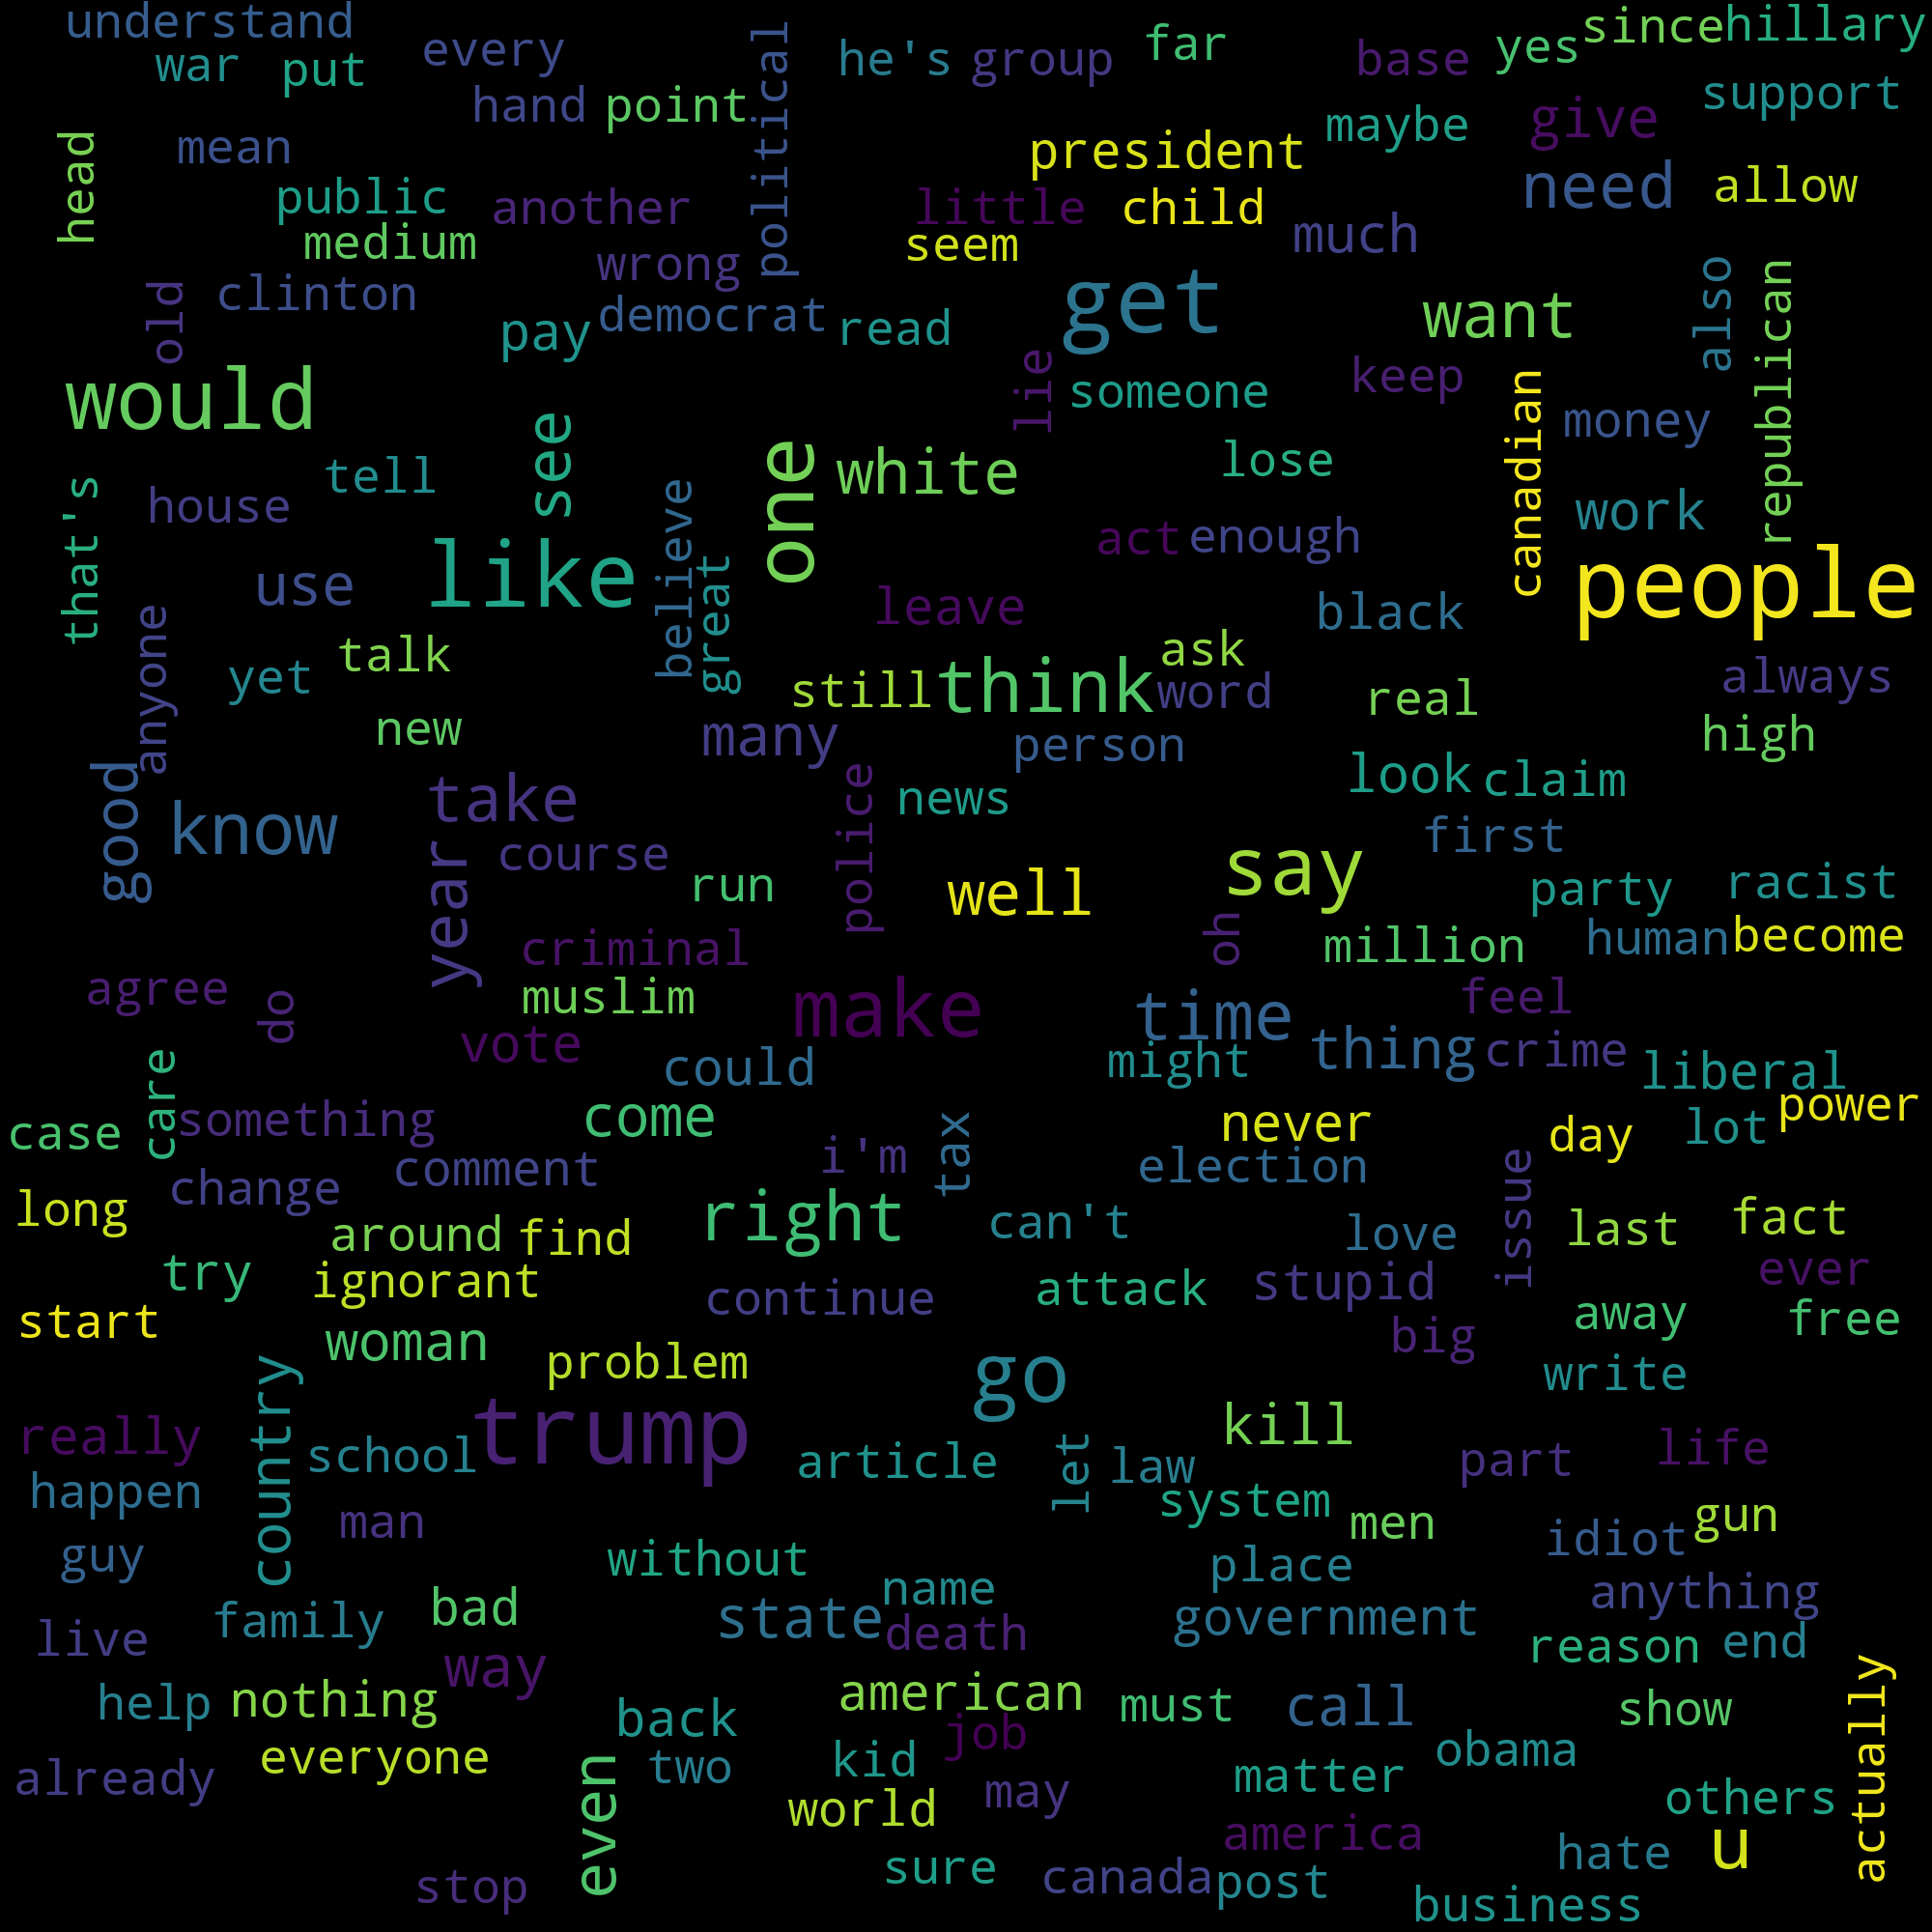 understand
war
put
every
he's
group
far
base
yes
since
hillary
hand
point
political
president
maybe
give
support
head
mean
public
medium
another
wrong
little
child
seem
much
need
allow
old
clinton
pay
democrat
read
get
want
also
republican
would
see
one
white
lie
someone
keep
canadian
money
lose
work
that's
house
tell
use
like
believe
great
act
enough
people
leave
black
anyone
yet
talk
new
still
think
ask
word
real
always
high
many
person
good
know
take
year
course
police
news
look
claim
first
run
well
say
party
racist
criminal
muslim
oh
million
human
become
agree
do
vote
make
time
feel
thing
crime
could
might
liberal
care
case
something
come
tax
never
day
lot
power
change
comment
i'm
election
issue
long
around
find
right
can't
love
last
fact
try
ignorant
continue
attack
stupid
ever
start
woman
problem
big
away
free
country
go
write
really
school
trump
article
let
law
kill
part
life
happen
man
system
men
gun
guy
without
place
idiot
name
anything
live
family
bad
state
death
government
reason
end
way
help
nothing
american
must
call
show
actually
back
job
already
everyone
even
two
kid
may
matter
obama
world
america
others
u
stop
sure
canada
post
hate
business